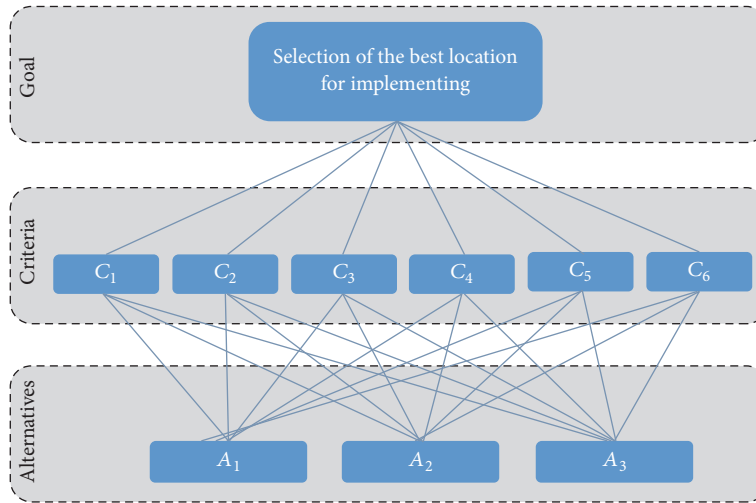 Goal
Selection of the best location
for implementing
Criteria
C1
C2
C3
C4
C5
C6
Alternatives
A1
A2
A3